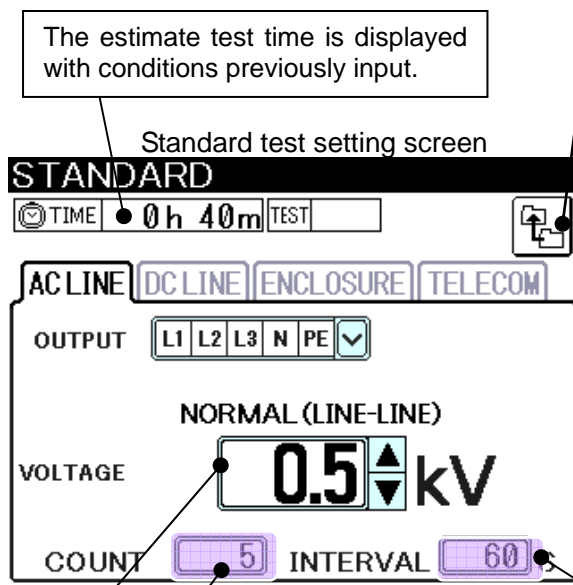 The estimate test time is displayed
with conditions previously input.
Standard test setting screen
STANDARD
TIME 0h 40m TEST
AC LINE DC LINE ENCLOSURE TELECOM
OUTPUT L1 L2 L3 N PE
NORMAL (LINE-LINE)
VOLTAGE 0.5 kV
COUNT 5 INTERVAL 60 s